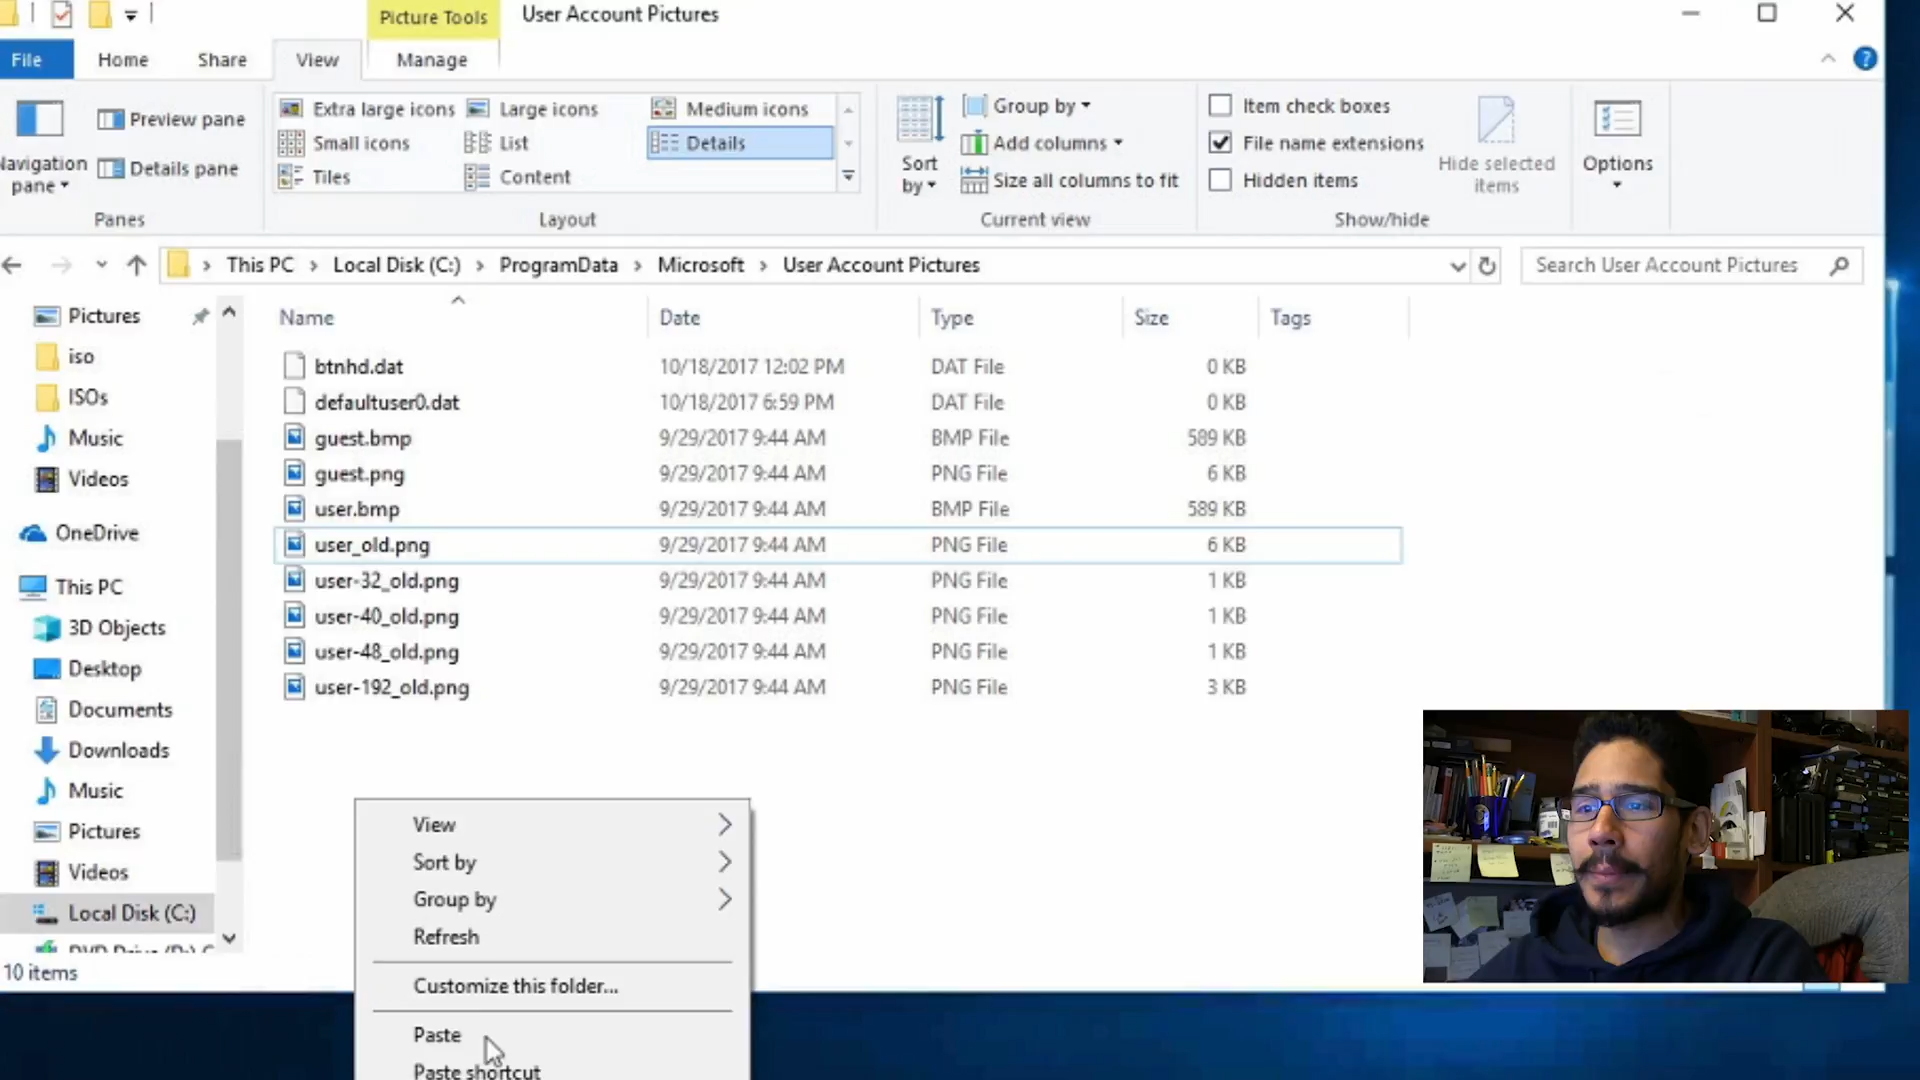 Picture Tools
User Account Pictures
File
Home
Share
View
Manage
Navigation pane
Preview pane
Details pane
Panes
Extra large icons
Large icons
Medium icons
Small icons
List
Details
Tiles
Content
Layout
Sort by
Group by
Add columns
Size all columns to fit
Current view
Item check boxes
File name extensions
Hidden items
Hide selected items
Show/hide
Options
This PC > Local Disk (C:) > ProgramData > Microsoft > User Account Pictures
Search User Account Pictures
Pictures
iso
ISOs
Music
Videos
OneDrive
This PC
3D Objects
Desktop
Documents
Downloads
Music
Pictures
Videos
Local Disk (C:)
Name Date Type Size Tags
btnhd.dat 10/18/2017 12:02 PM DAT File 0 KB
defaultuser0.dat 10/18/2017 6:59 PM DAT File 0 KB
guest.bmp 9/29/2017 9:44 AM BMP File 589 KB
guest.png 9/29/2017 9:44 AM PNG File 6 KB
user.bmp 9/29/2017 9:44 AM BMP File 589 KB
user_old.png 9/29/2017 9:44 AM PNG File 6 KB
user-32_old.png 9/29/2017 9:44 AM PNG File 1 KB
user-40_old.png 9/29/2017 9:44 AM PNG File 1 KB
user-48_old.png 9/29/2017 9:44 AM PNG File 1 KB
user-192_old.png 9/29/2017 9:44 AM PNG File 3 KB
View
Sort by
Group by
Refresh
Customize this folder...
Paste
Paste shortcut
10 items